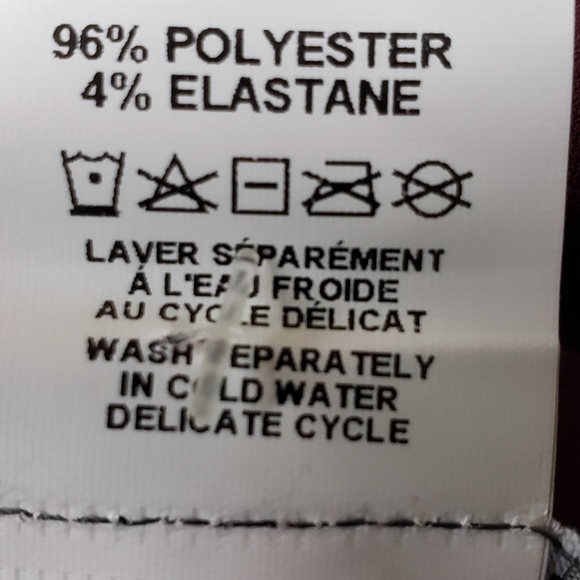 96% POLYESTER
4% ELASTANE
LAVER SÉPARÉMENT
À L'EAU FROIDE
AU CYCLE DÉLICAT
WASH SEPARATELY
IN COLD WATER
DELICATE CYCLE